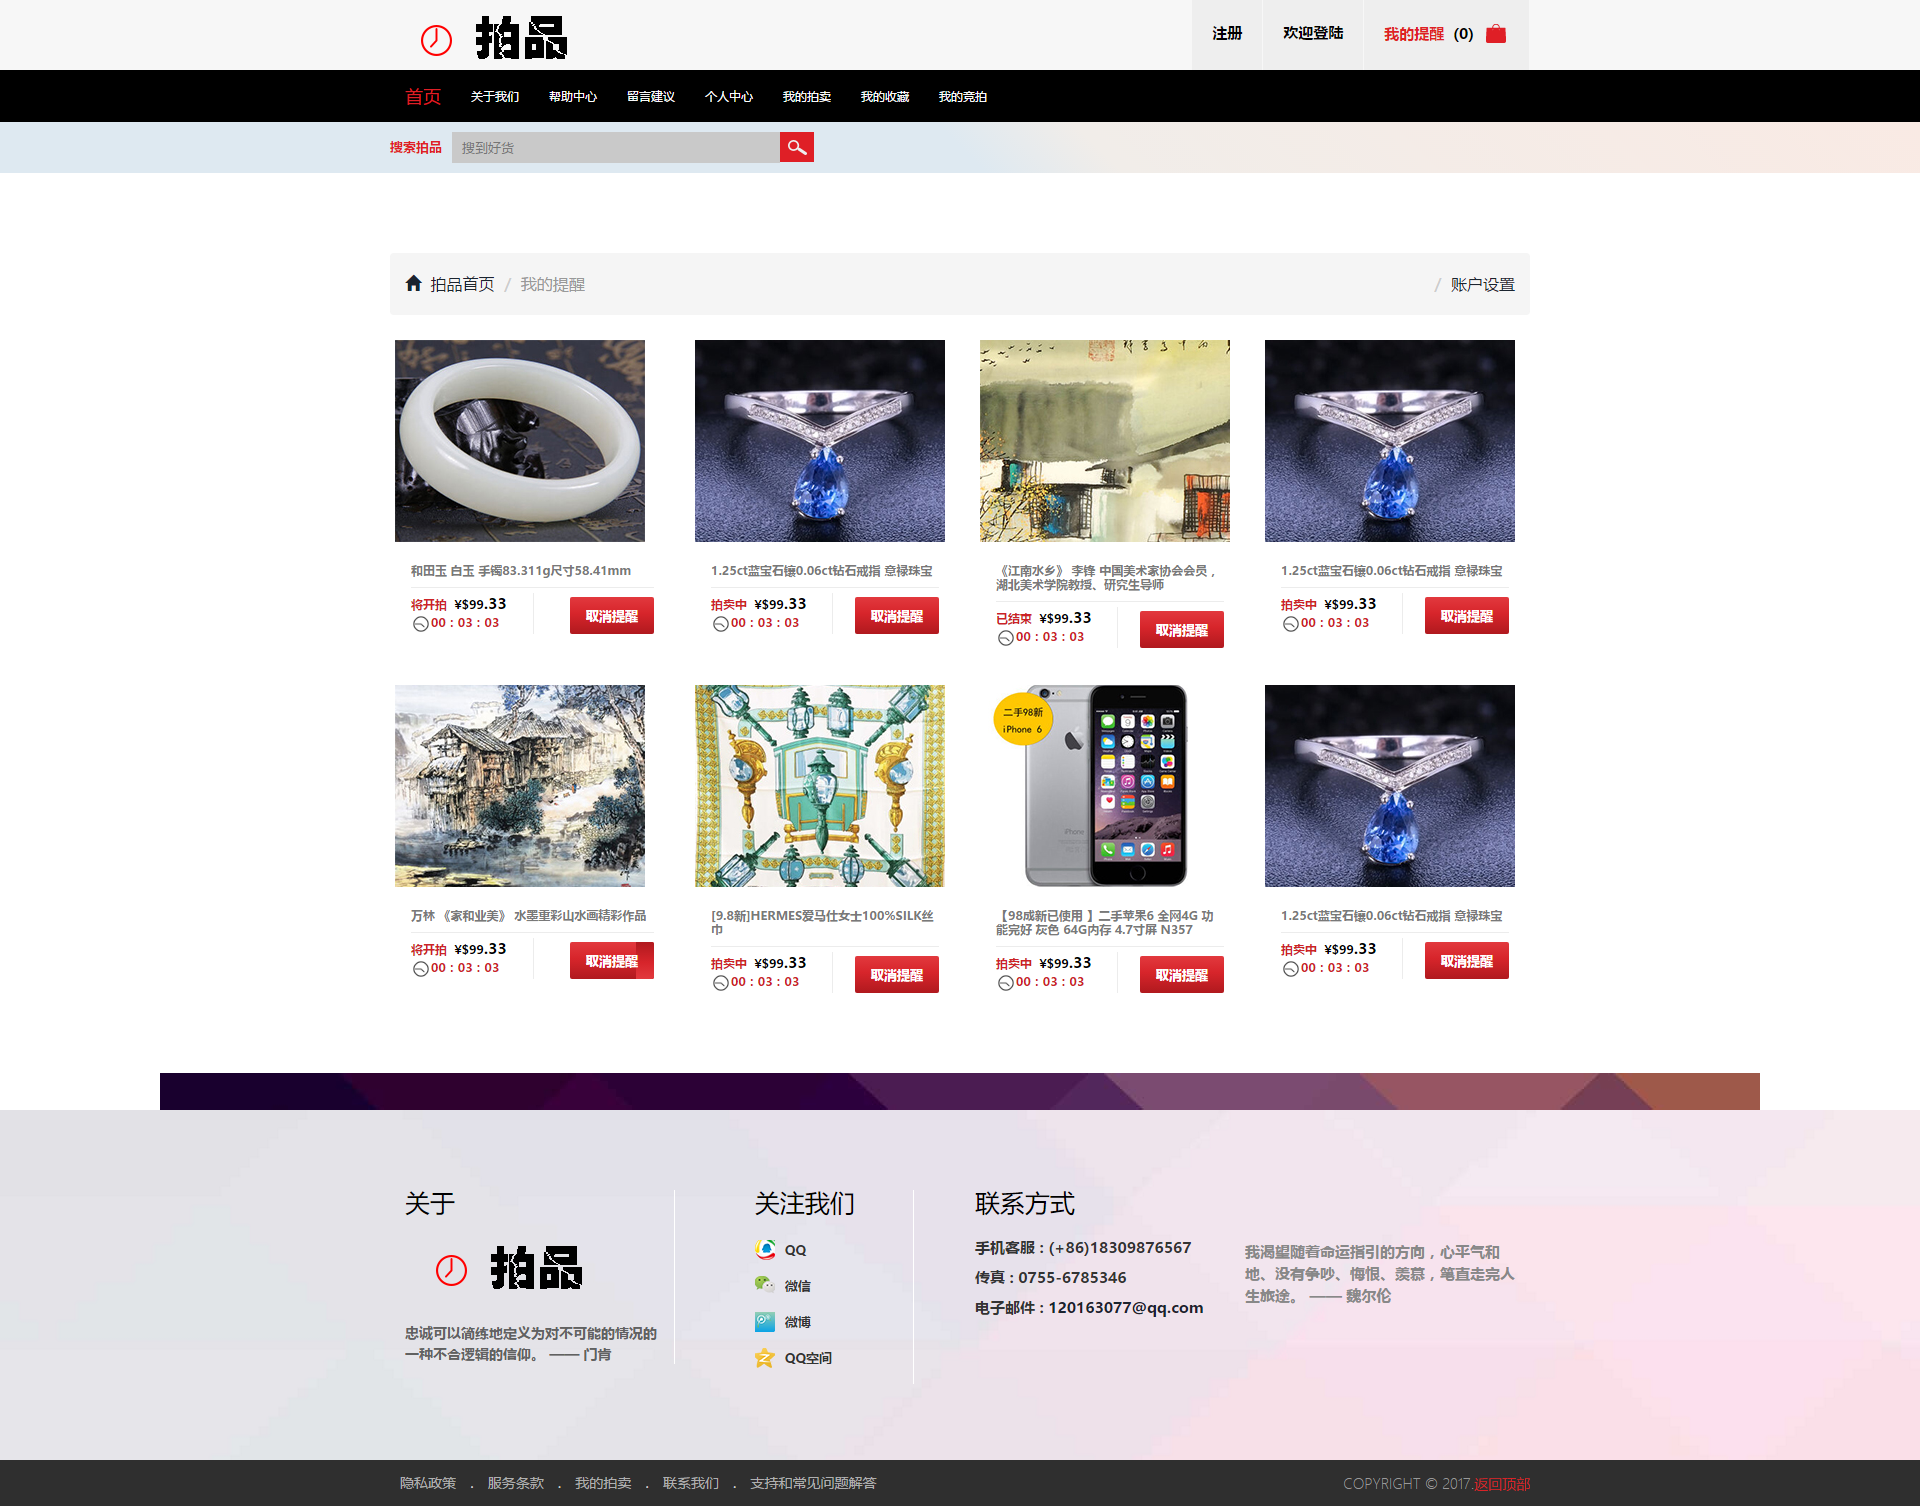 拍品
注册
欢迎登陆
我的提醒 (0)
首页
关于我们
帮助中心
留言建议
个人中心
我的拍卖
我的收藏
我的竞拍
搜索拍品
搜到好货
拍品首页 / 我的提醒
/ 账户设置
和田玉 白玉 手镯83.311g尺寸58.41mm
将开拍 ¥$99.33
00 : 03 : 03
取消提醒
1.25ct蓝宝石镶0.06ct钻石戒指 意禄珠宝
拍卖中 ¥$99.33
00 : 03 : 03
取消提醒
《江南水乡》 李锋 中国美术家协会会员，
湖北美术学院教授、研究生导师
已结束 ¥$99.33
00 : 03 : 03
取消提醒
1.25ct蓝宝石镶0.06ct钻石戒指 意禄珠宝
拍卖中 ¥$99.33
00 : 03 : 03
取消提醒
万林 《家和业美》 水墨重彩山水画精彩作品
将开拍 ¥$99.33
00 : 03 : 03
取消提醒
[9.8新]HERMES爱马仕女士100%SILK丝
巾
拍卖中 ¥$99.33
00 : 03 : 03
取消提醒
二手98新
iPhone 6
【98成新已使用 】二手苹果6 全网4G 功
能完好 灰色 64G内存 4.7寸屏 N357
拍卖中 ¥$99.33
00 : 03 : 03
取消提醒
1.25ct蓝宝石镶0.06ct钻石戒指 意禄珠宝
拍卖中 ¥$99.33
00 : 03 : 03
取消提醒
关于
拍品
忠诚可以简练地定义为对不可能的情况的
一种不合逻辑的信仰。 —— 门肯
关注我们
QQ
微信
微博
QQ空间
联系方式
手机客服 : (+86)18309876567
传真 : 0755-6785346
电子邮件 : 120163077@qq.com
我渴望随着命运指引的方向，心平气和
地、没有争吵、悔恨、羡慕，笔直走完人
生旅途。 —— 魏尔伦
隐私政策 . 服务条款 . 我的拍卖 . 联系我们 . 支持和常见问题解答
COPYRIGHT © 2017.返回顶部